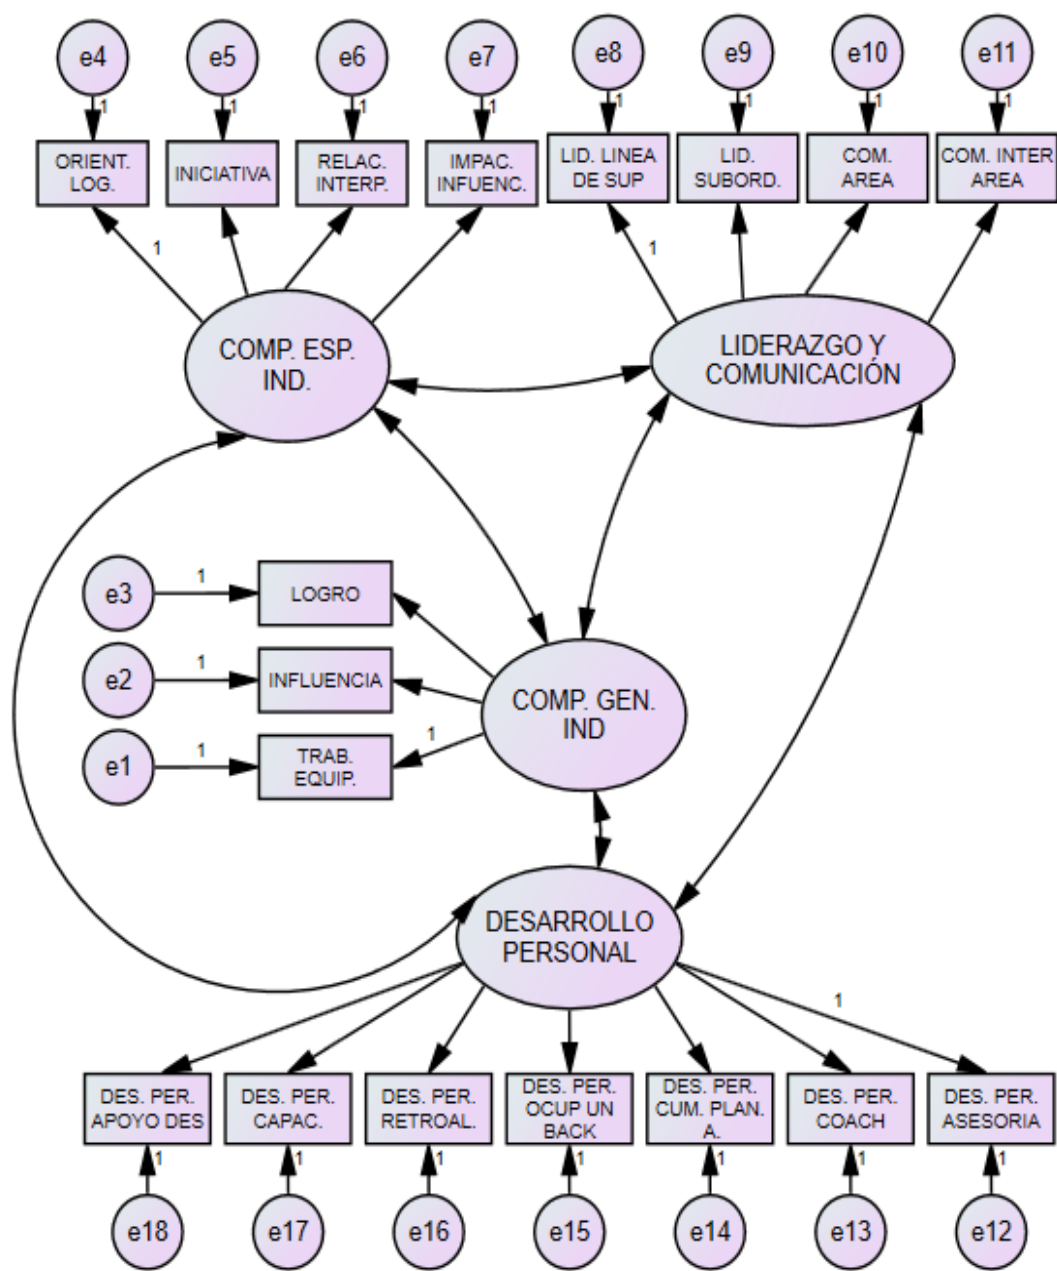 e4
e5
e6
e7
e8
e9
e10
e11
1
1
1
1
1
1
1
1
ORIENT.
LOG.
INICIATIVA
RELAC.
INTERP.
IMPAC.
INFUENC.
LID. LINEA
DE SUP
LID.
SUBORD.
COM.
AREA
COM. INTER
AREA
1
1
COMP. ESP.
IND.
LIDERAZGO Y
COMUNICACIÓN
e3
1
LOGRO
e2
1
INFLUENCIA
e1
1
TRAB.
EQUIP.
1
COMP. GEN.
IND
DESARROLLO
PERSONAL
1
DES. PER.
APOYO DES
DES. PER.
CAPAC.
DES. PER.
RETROAL.
DES. PER.
OCUP UN
BACK
DES. PER.
CUM. PLAN.
A.
DES. PER.
COACH
DES. PER.
ASESORIA
1
1
1
1
1
1
1
e18
e17
e16
e15
e14
e13
e12